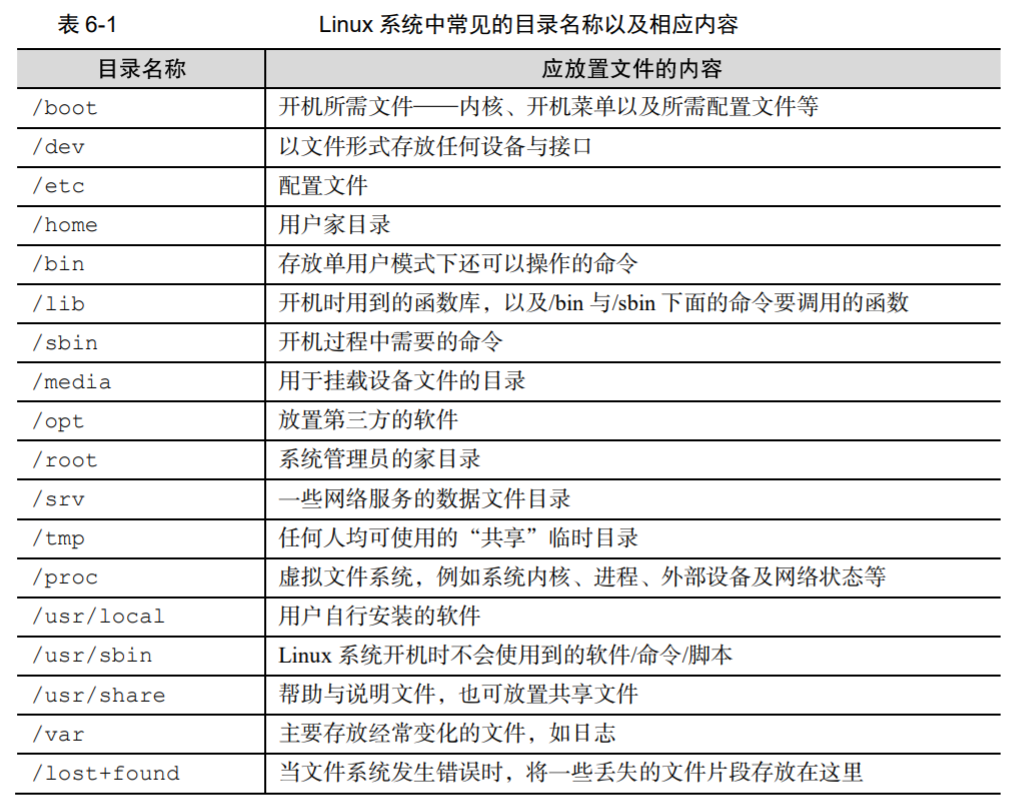 表 6-1 Linux 系统中常见的目录名称以及相应内容
目录名称 应放置文件的内容
/boot 开机所需文件——内核、开机菜单以及所需配置文件等
/dev 以文件形式存放任何设备与接口
/etc 配置文件
/home 用户家目录
/bin 存放单用户模式下还可以操作的命令
/lib 开机时用到的函数库，以及/bin 与/sbin 下面的命令要调用的函数
/sbin 开机过程中需要的命令
/media 用于挂载设备文件的目录
/opt 放置第三方的软件
/root 系统管理员的家目录
/srv 一些网络服务的数据文件目录
/tmp 任何人均可使用的“共享”临时目录
/proc 虚拟文件系统，例如系统内核、进程、外部设备及网络状态等
/usr/local 用户自行安装的软件
/usr/sbin Linux 系统开机时不会使用到的软件/命令/脚本
/usr/share 帮助与说明文件，也可放置共享文件
/var 主要存放经常变化的文件，如日志
/lost+found 当文件系统发生错误时，将一些丢失的文件片段存放在这里